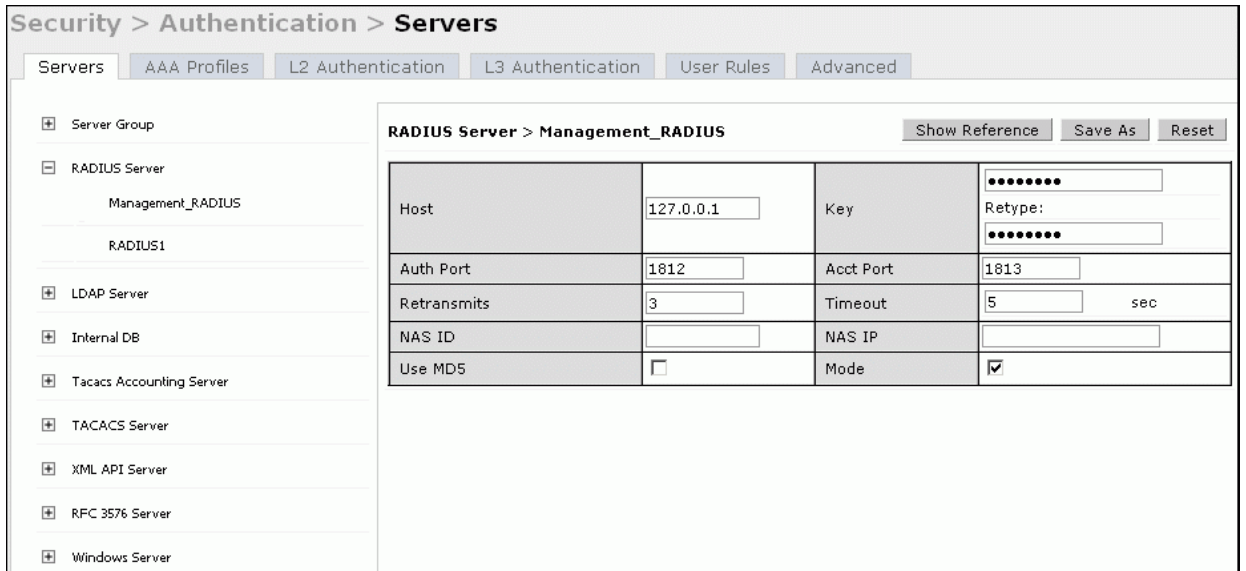 Security > Authentication > Servers
Servers AAA Profiles L2 Authentication L3 Authentication User Rules Advanced
Server Group
RADIUS Server
Management_RADIUS
RADIUS1
LDAP Server
Internal DB
Tacacs Accounting Server
TACACS Server
XML API Server
RFC 3576 Server
Windows Server
RADIUS Server > Management_RADIUS Show Reference Save As Reset
Host 127.0.0.1 Key ••••••••
Retype:
••••••••
Auth Port 1812 Acct Port 1813
Retransmits 3 Timeout 5 sec
NAS ID NAS IP
Use MD5 Mode